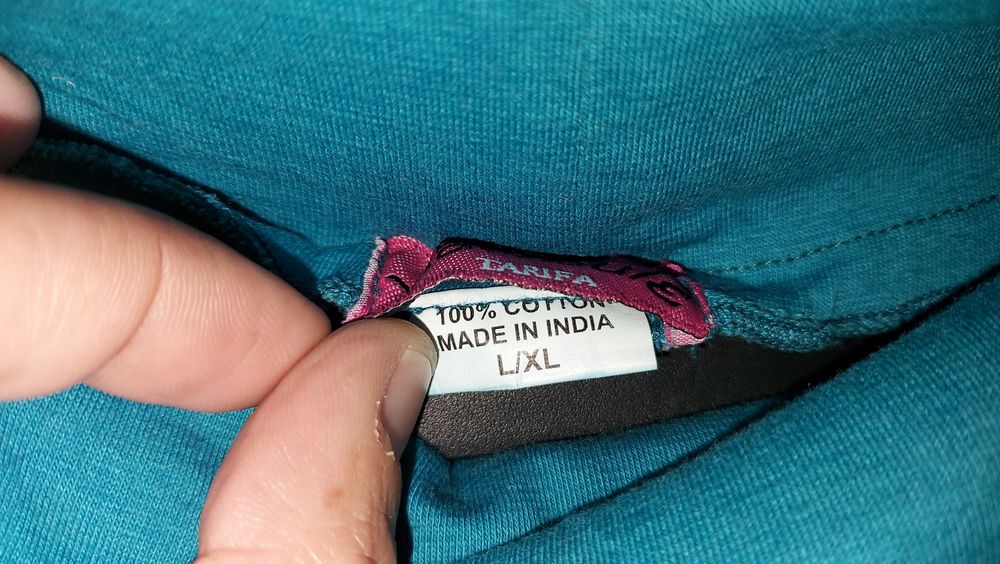 TARIFA
100% COTTON
MADE IN INDIA
L/XL